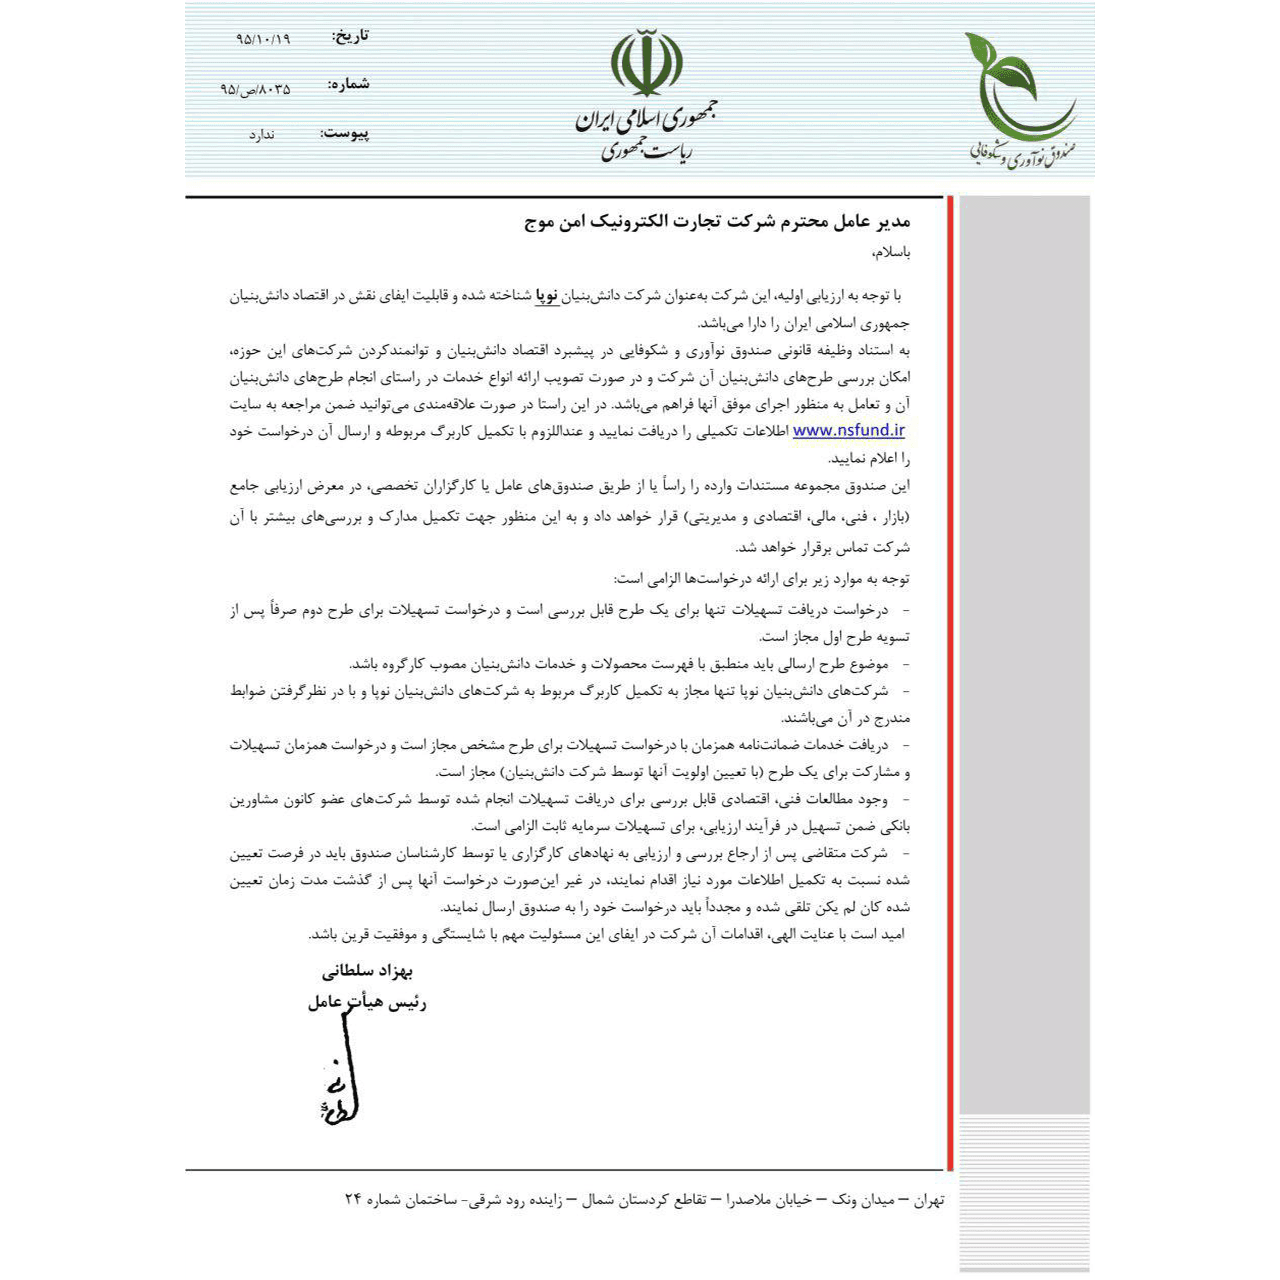 صندوق نوآوری و شکوفایی
جمهوری اسلامی ایران
ریاست جمهوری
تاریخ: ۹۵/۱۰/۱۹
شماره: ۸۰۳۵/ص/۹۵
پیوست: ندارد
مدیر عامل محترم شرکت تجارت الکترونیک امن موج
باسلام،
با توجه به ارزیابی اولیه، این شرکت به‌عنوان شرکت دانش‌بنیان نوپا شناخته شده و قابلیت ایفای نقش در اقتصاد دانش‌بنیان
جمهوری اسلامی ایران را دارا می‌باشد.
به استناد وظیفه قانونی صندوق نوآوری و شکوفایی در پیشبرد اقتصاد دانش‌بنیان و توانمندکردن شرکت‌های این حوزه،
امکان بررسی طرح‌های دانش‌بنیان آن شرکت و در صورت تصویب ارائه انواع خدمات در راستای انجام طرح‌های دانش‌بنیان
آن و تعامل به منظور اجرای موفق آنها فراهم می‌باشد. در این راستا در صورت علاقه‌مندی می‌توانید ضمن مراجعه به سایت
www.nsfund.ir اطلاعات تکمیلی را دریافت نمایید و عنداللزوم با تکمیل کاربرگ مربوطه و ارسال آن درخواست خود
را اعلام نمایید.
این صندوق مجموعه مستندات وارده را راساً یا از طریق صندوق‌های عامل یا کارگزاران تخصصی، در معرض ارزیابی جامع
(بازار ، فنی، مالی، اقتصادی و مدیریتی) قرار خواهد داد و به این منظور جهت تکمیل مدارک و بررسی‌های بیشتر با آن
شرکت تماس برقرار خواهد شد.
توجه به موارد زیر برای ارائه درخواست‌ها الزامی است:
- درخواست دریافت تسهیلات تنها برای یک طرح قابل بررسی است و درخواست تسهیلات برای طرح دوم صرفاً پس از
تسویه طرح اول مجاز است.
- موضوع طرح ارسالی باید منطبق با فهرست محصولات و خدمات دانش‌بنیان مصوب کارگروه باشد.
- شرکت‌های دانش‌بنیان نوپا تنها مجاز به تکمیل کاربرگ مربوط به شرکت‌های دانش‌بنیان نوپا و با در نظرگرفتن ضوابط
مندرج در آن می‌باشند.
- دریافت خدمات ضمانت‌نامه همزمان با درخواست تسهیلات برای طرح مشخص مجاز است و درخواست همزمان تسهیلات
و مشارکت برای یک طرح (با تعیین اولویت آنها توسط شرکت دانش‌بنیان) مجاز است.
- وجود مطالعات فنی، اقتصادی قابل بررسی برای دریافت تسهیلات انجام شده توسط شرکت‌های عضو کانون مشاورین
بانکی ضمن تسهیل در فرآیند ارزیابی، برای تسهیلات سرمایه ثابت الزامی است.
- شرکت متقاضی پس از ارجاع بررسی و ارزیابی به نهادهای کارگزاری یا توسط کارشناسان صندوق باید در فرصت تعیین
شده نسبت به تکمیل اطلاعات مورد نیاز اقدام نمایند، در غیر این‌صورت درخواست آنها پس از گذشت مدت زمان تعیین
شده کان لم یکن تلقی شده و مجدداً باید درخواست خود را به صندوق ارسال نمایند.
امید است با عنایت الهی، اقدامات آن شرکت در ایفای این مسئولیت مهم با شایستگی و موفقیت قرین باشد.
بهزاد سلطانی
رئیس هیأت عامل
تهران – میدان ونک – خیابان ملاصدرا – تقاطع کردستان شمال – زاینده رود شرقی- ساختمان شماره ۲۴